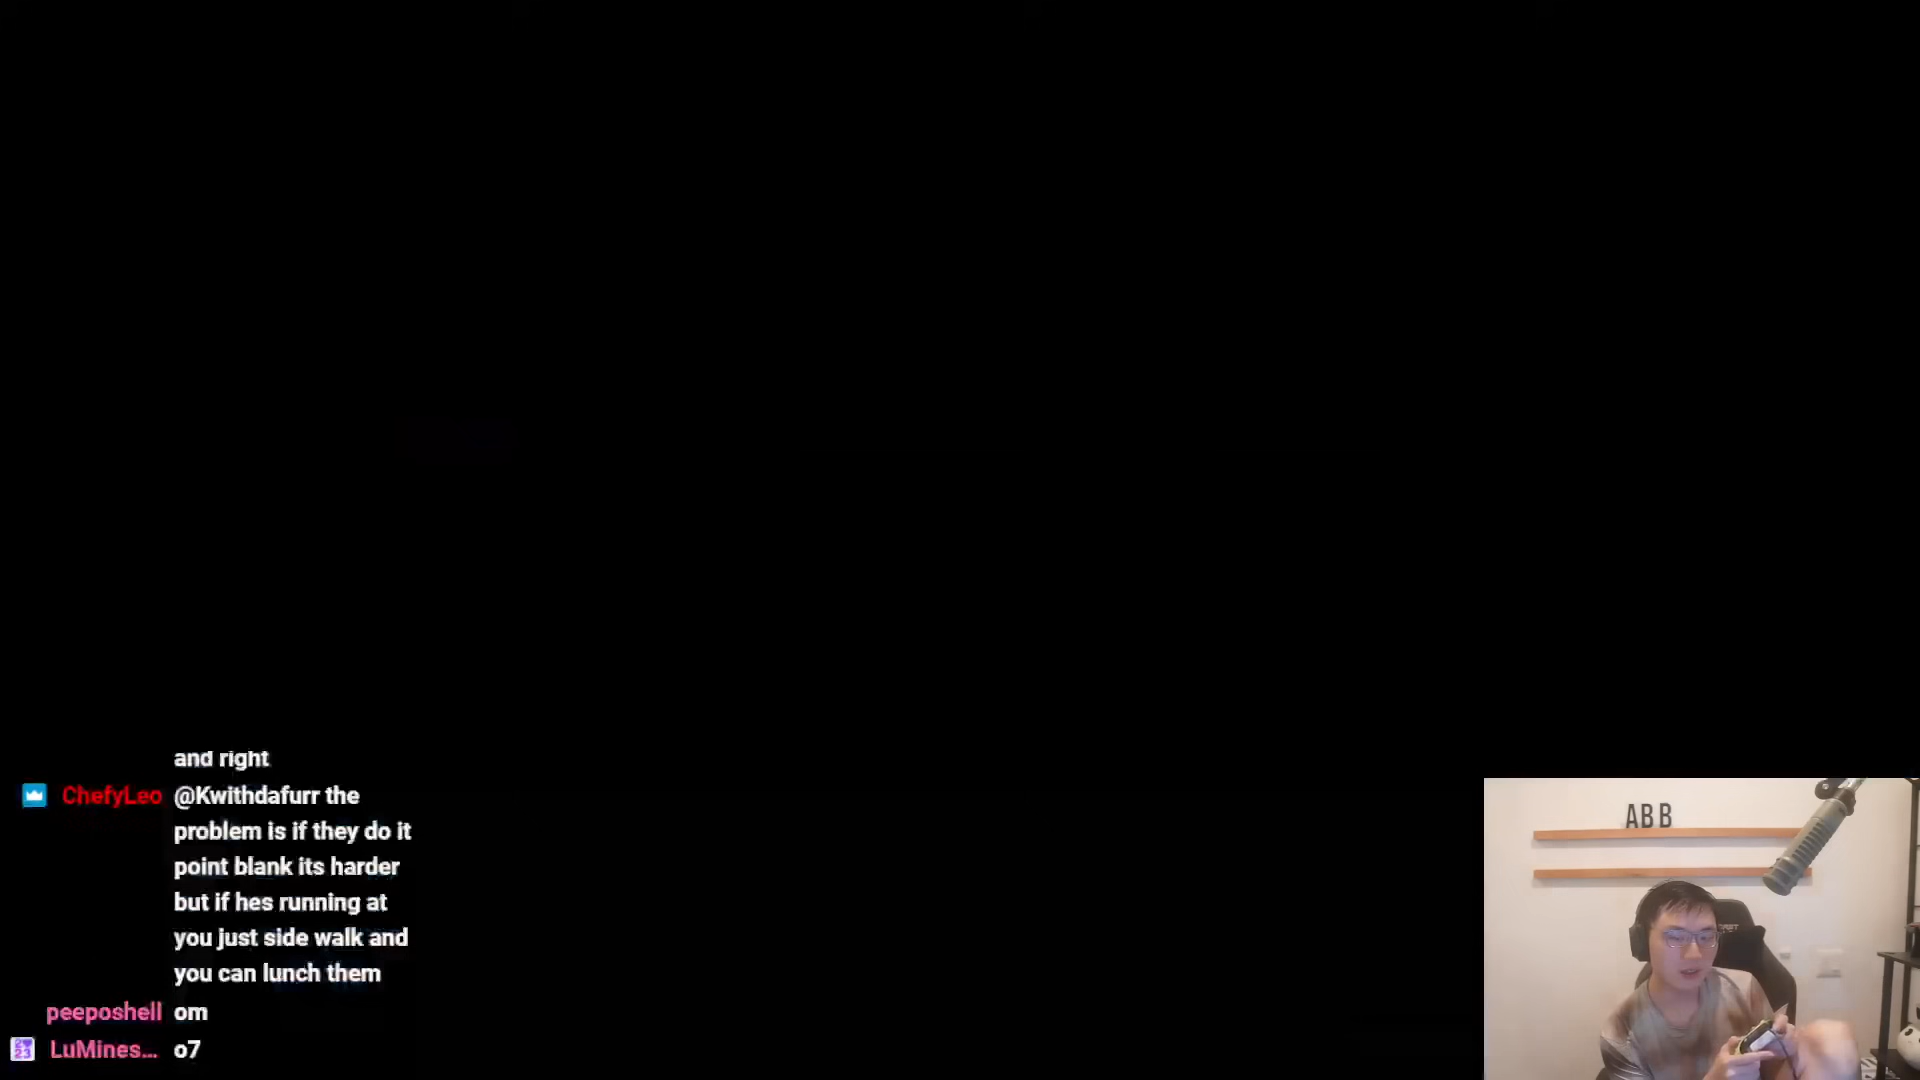 and right
ChefyLeo @Kwithdafurr the
problem is if they do it
point blank its harder
but if hes running at
you just side walk and
you can lunch them
peeposhell om
LuMines... o7
ABB